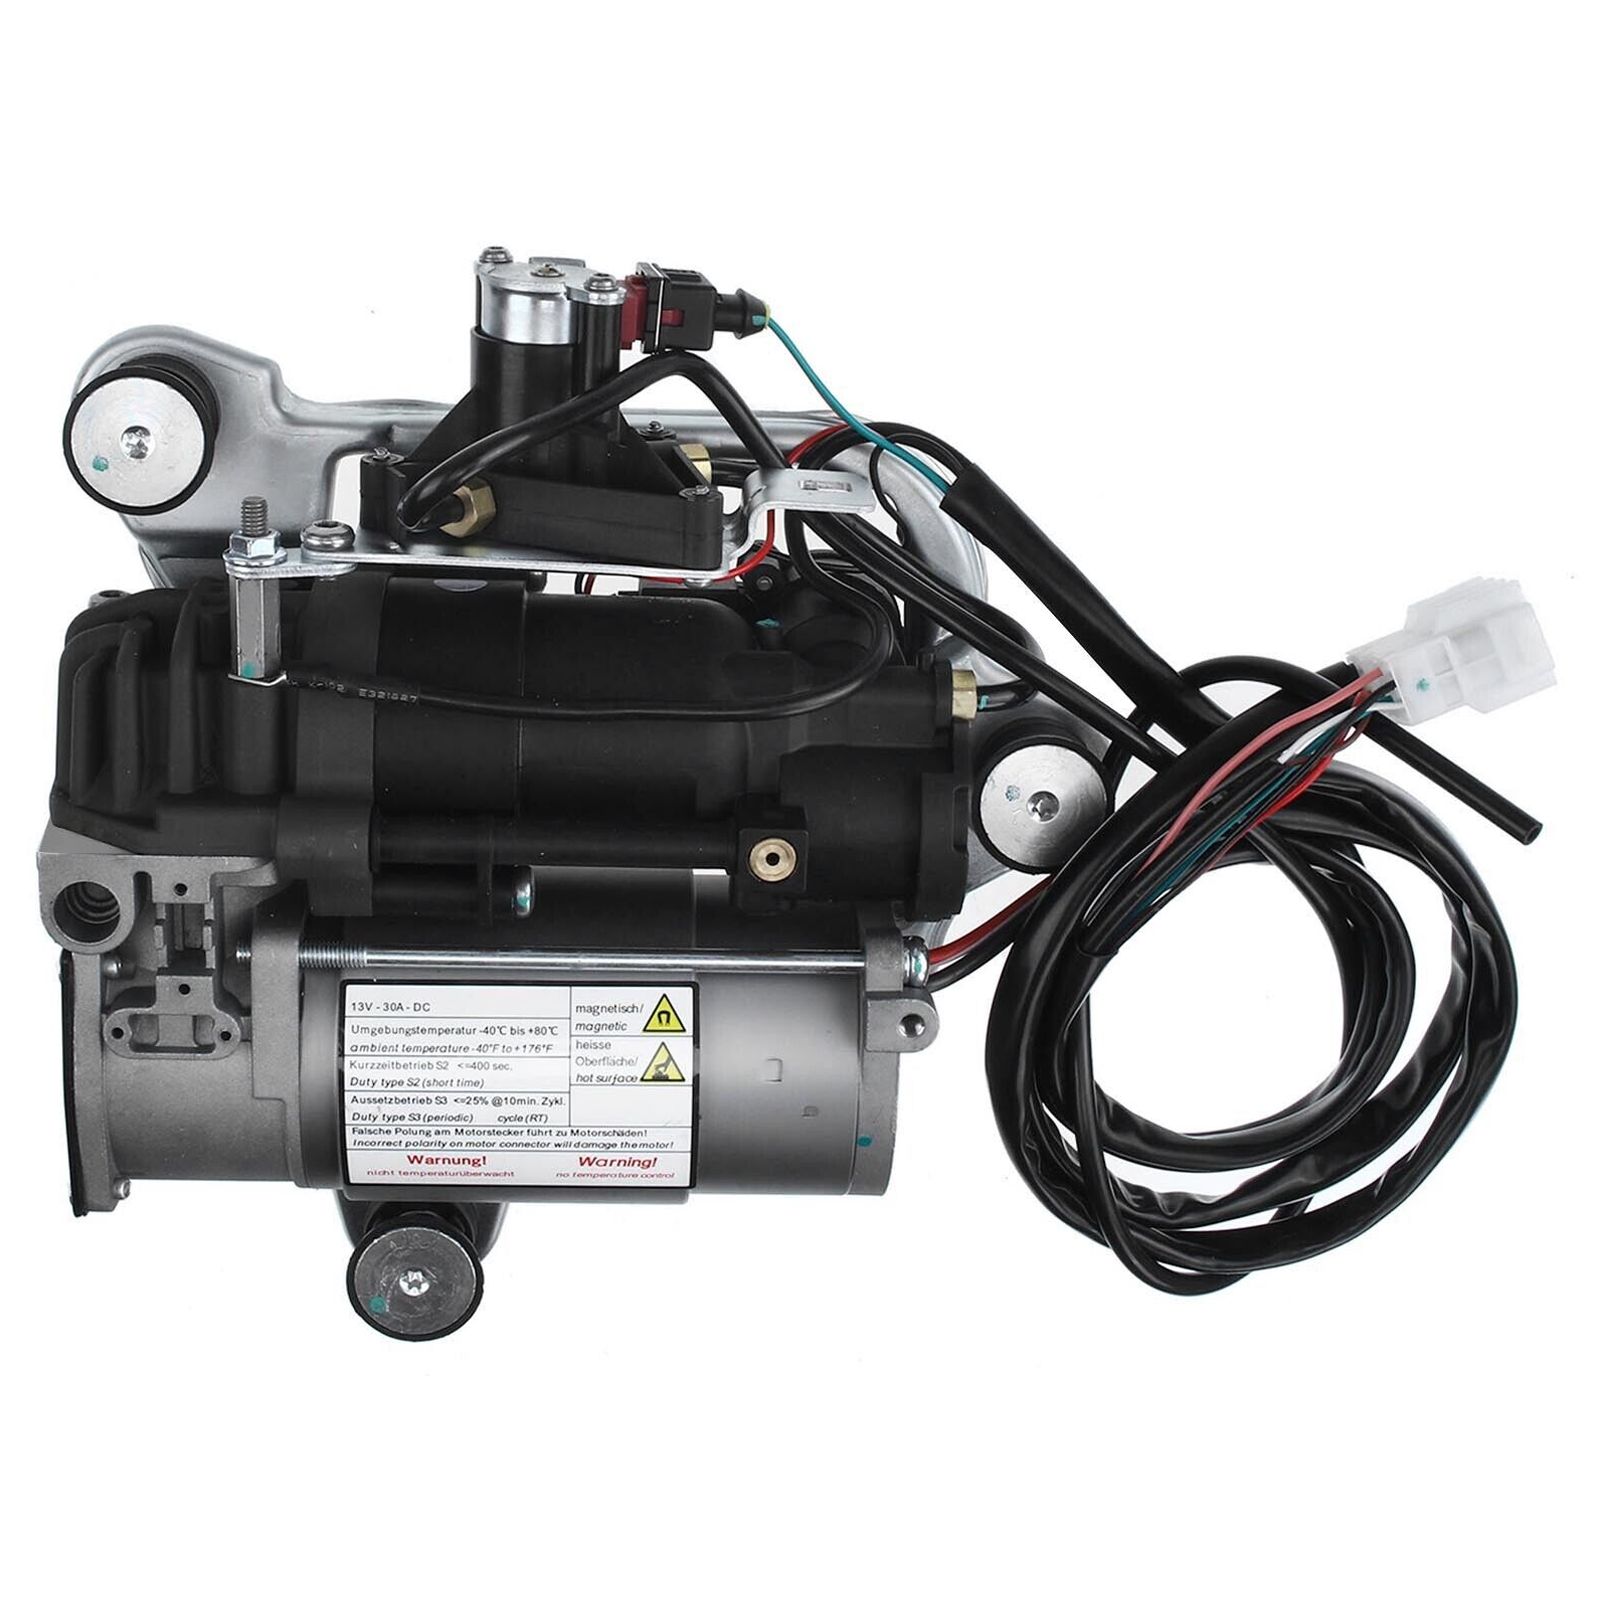 E321827
13V - 30A - DC
Umgebungstemperatur -40℃ bis +80℃
ambient temperature -40°F to +176°F
Kurzzeitbetrieb S2 <=400 sec.
Duty type S2 (short time)
Aussetzbetrieb S3 <=25% @10min. Zykl.
Duty type S3 (periodic) cycle (RT)
magnetisch/
magnetic
heisse
Oberfläche/
hot surface
Falsche Polung am Motorstecker führt zu Motorschäden!
Incorrect polarity on motor connector will damage the motor!
Warnung!
nicht temperaturüberwacht
Warning!
no temperature control